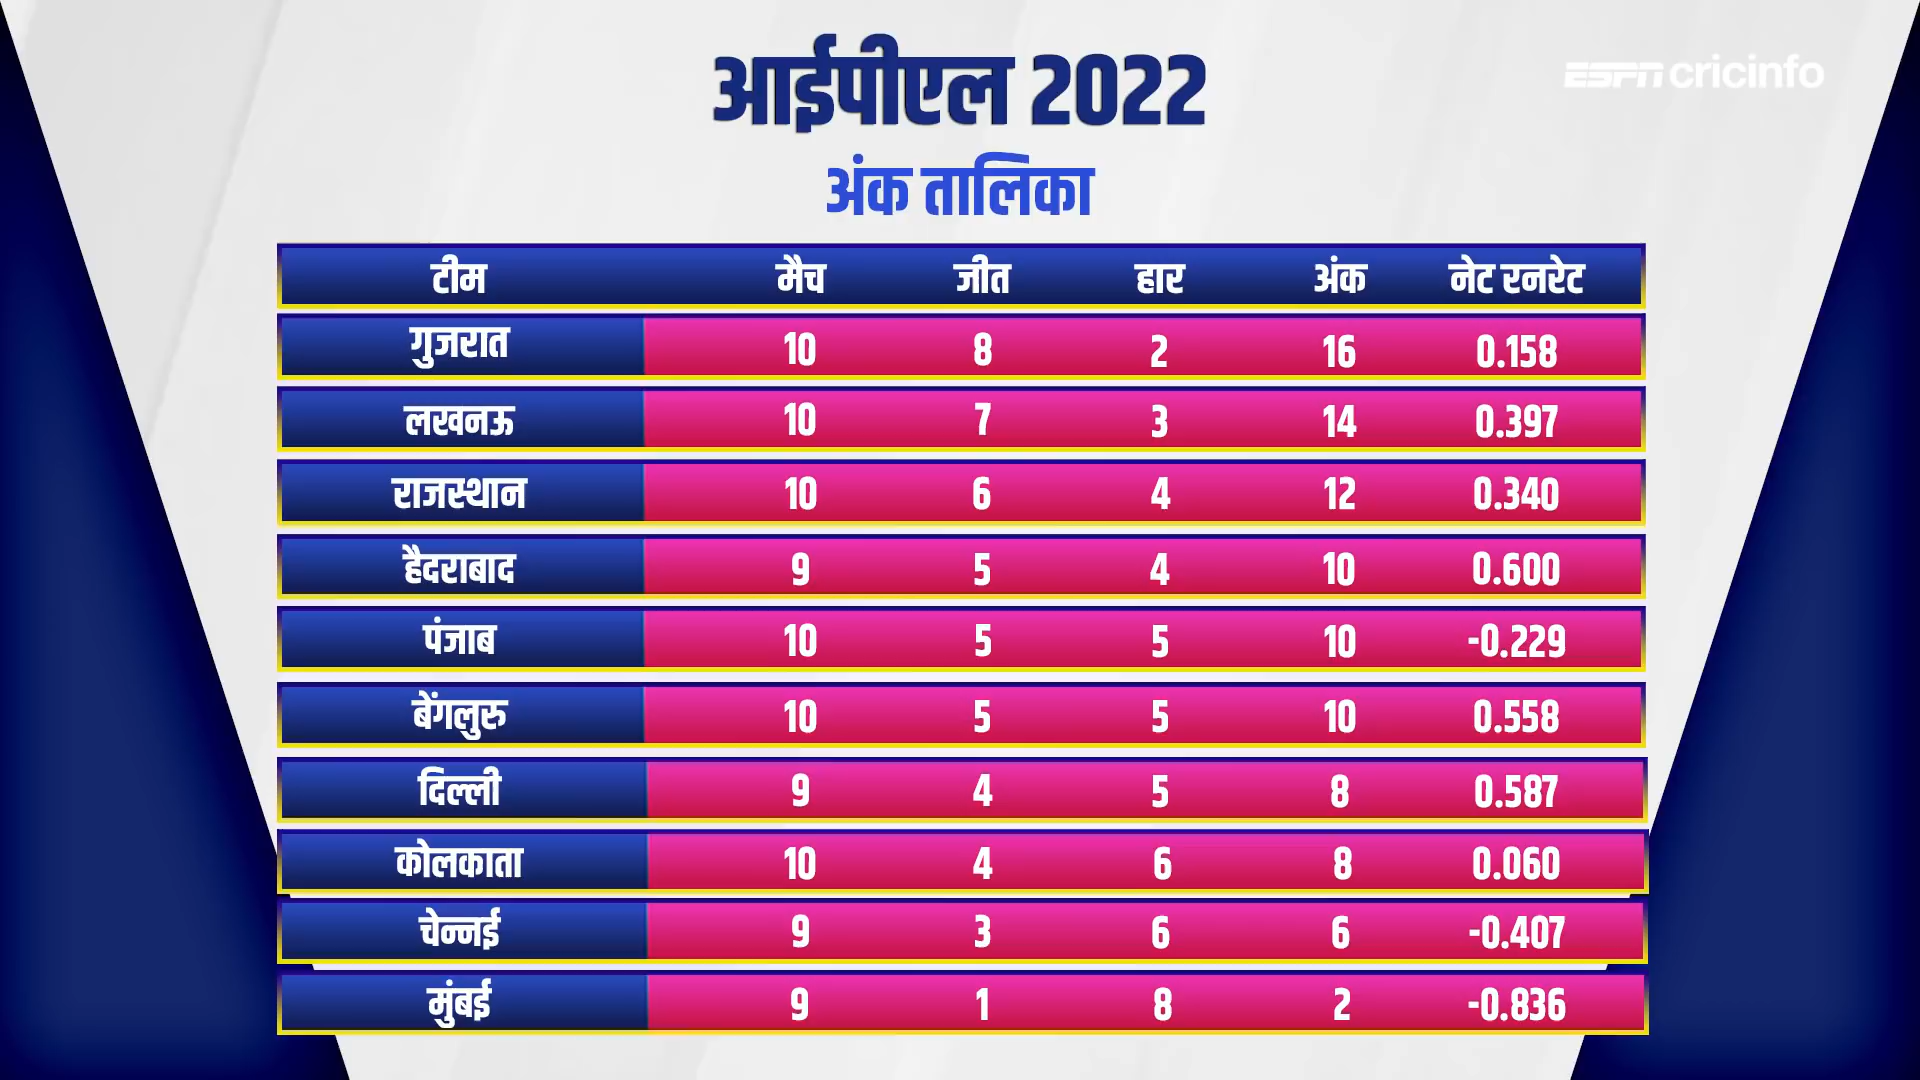 आईपीएल 2022
ESPN cricinfo
अंक तालिका
टीम मैच जीत हार अंक नेट रनरेट
गुजरात 10 8 2 16 0.158
लखनऊ 10 7 3 14 0.397
राजस्थान 10 6 4 12 0.340
हैदराबाद 9 5 4 10 0.600
पंजाब 10 5 5 10 -0.229
बेंगलुरु 10 5 5 10 0.558
दिल्ली 9 4 5 8 0.587
कोलकाता 10 4 6 8 0.060
चेन्नई 9 3 6 6 -0.407
मुंबई 9 1 8 2 -0.836